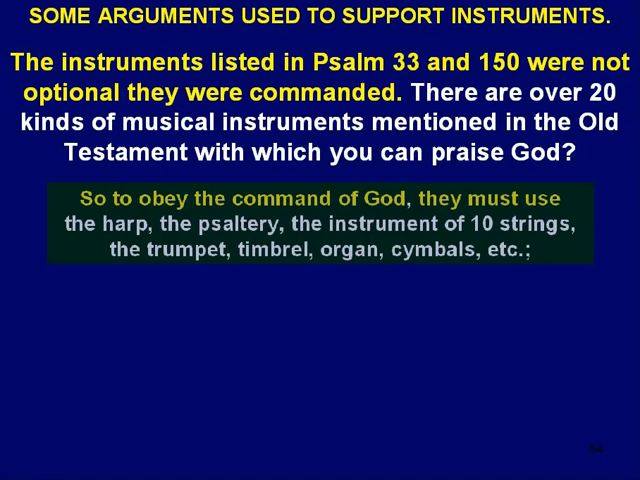 SOME ARGUMENTS USED TO SUPPORT INSTRUMENTS.
The instruments listed in Psalm 33 and 150 were not
optional they were commanded. There are over 20
kinds of musical instruments mentioned in the Old
Testament with which you can praise God?
So to obey the command of God, they must use
the harp, the psaltery, the instrument of 10 strings,
the trumpet, timbrel, organ, cymbals, etc.;